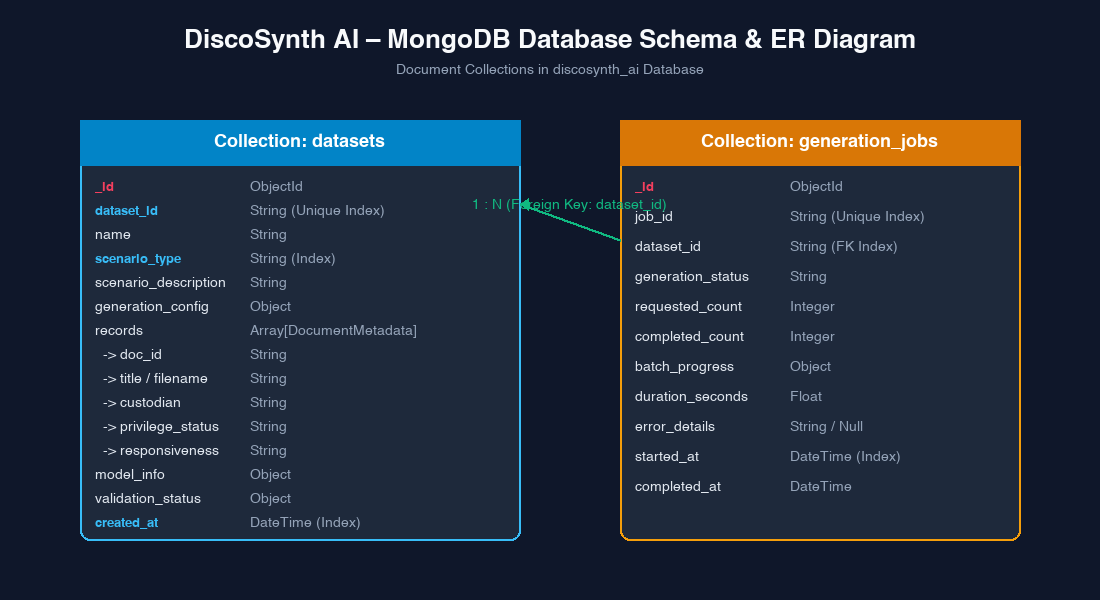 DiscoSynth AI – MongoDB Database Schema & ER Diagram
Document Collections in discosynth_ai Database
Collection: datasets
_id ObjectId
dataset_id String (Unique Index)
name String
scenario_type String (Index)
scenario_description String
generation_config Object
records Array[DocumentMetadata]
-> doc_id String
-> title / filename String
-> custodian String
-> privilege_status String
-> responsiveness String
model_info Object
validation_status Object
created_at DateTime (Index)
1 : N (Foreign Key: dataset_id)
Collection: generation_jobs
_id ObjectId
job_id String (Unique Index)
dataset_id String (FK Index)
generation_status String
requested_count Integer
completed_count Integer
batch_progress Object
duration_seconds Float
error_details String / Null
started_at DateTime (Index)
completed_at DateTime